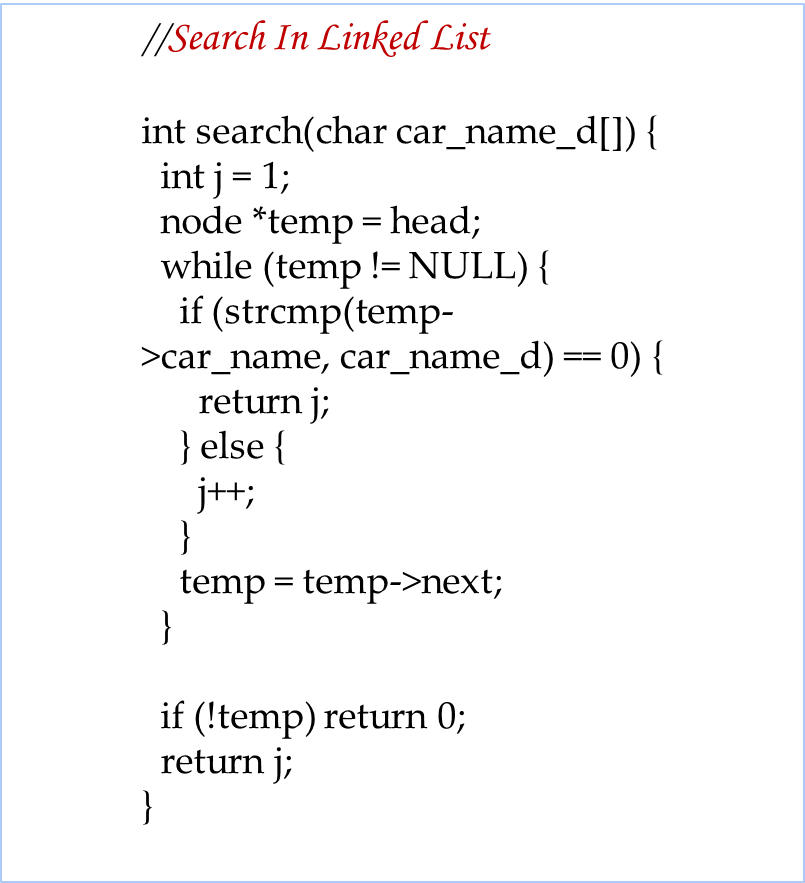 //Search In Linked List
int search(char car_name_d[]) {
int j = 1;
node *temp = head;
while (temp != NULL) {
if (strcmp(temp-
>car_name, car_name_d) == 0) {
return j;
} else {
j++;
}
temp = temp->next;
}
if (!temp) return 0;
return j;
}